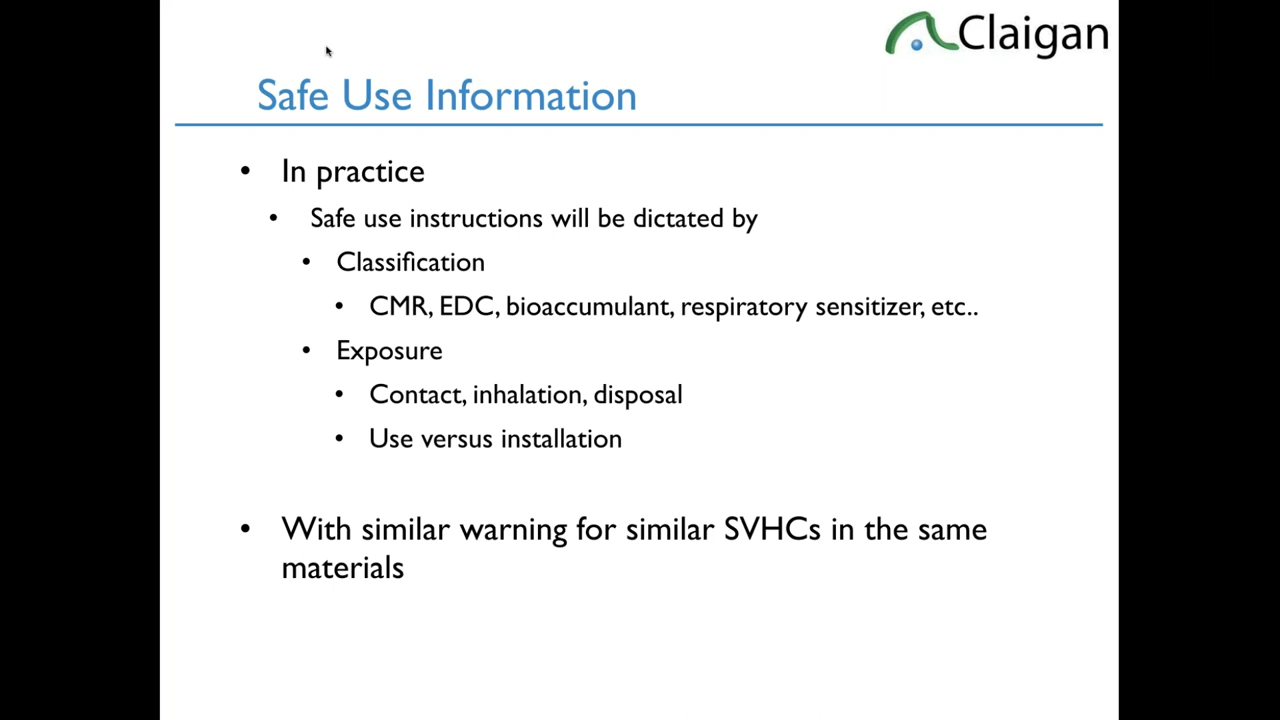 Claigan
Safe Use Information
• In practice
• Safe use instructions will be dictated by
• Classification
• CMR, EDC, bioaccumulant, respiratory sensitizer, etc..
• Exposure
• Contact, inhalation, disposal
• Use versus installation
• With similar warning for similar SVHCs in the same
materials